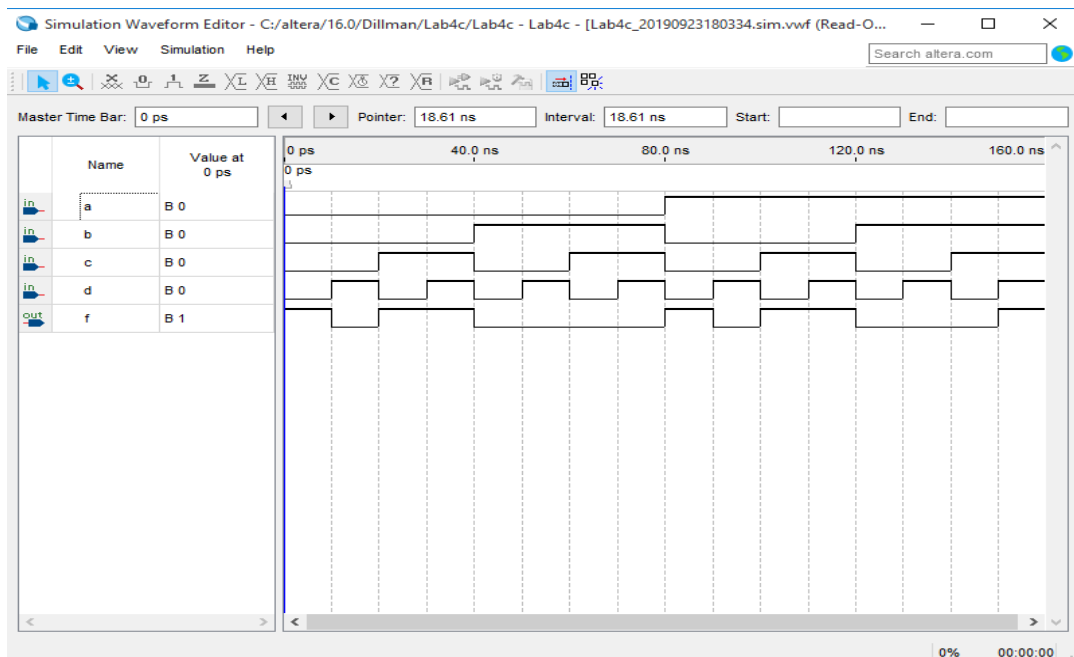 Simulation Waveform Editor - C:/altera/16.0/Dillman/Lab4c/Lab4c - Lab4c - [Lab4c_20190923180334.sim.vwf (Read-O...
File Edit View Simulation Help
Search altera.com
Master Time Bar: 0 ps Pointer: 18.61 ns Interval: 18.61 ns Start: End:
Name Value at 0 ps
0 ps 40.0 ns 80.0 ns 120.0 ns 160.0 ns
0 ps
in a B 0
in b B 0
in c B 0
in d B 0
out f B 1
0% 00:00:00